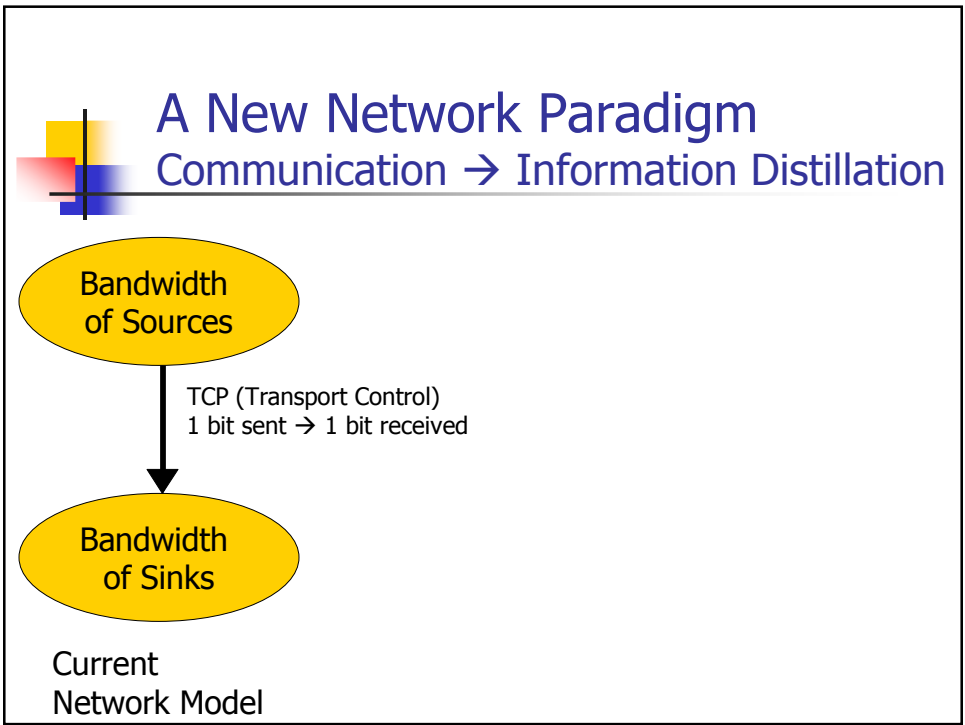 A New Network Paradigm
Communication → Information Distillation
Bandwidth
of Sources
TCP (Transport Control)
1 bit sent → 1 bit received
Bandwidth
of Sinks
Current
Network Model